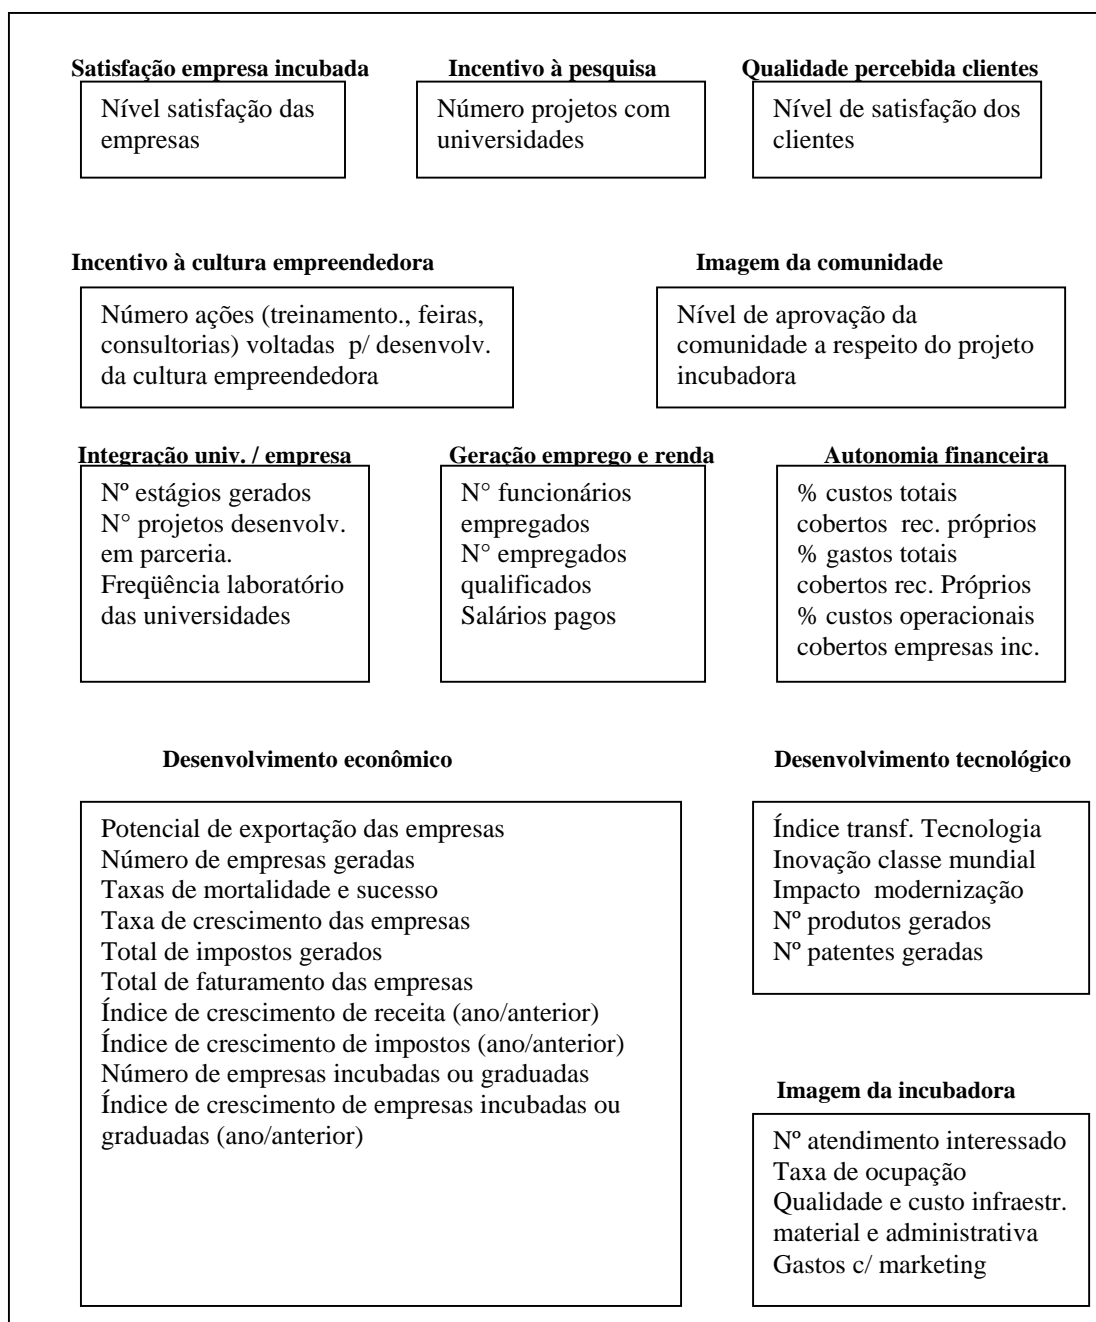 Satisfação empresa incubada
Nível satisfação das
empresas
Incentivo à pesquisa
Número projetos com
universidades
Qualidade percebida clientes
Nível de satisfação dos
clientes
Incentivo à cultura empreendedora
Número ações (treinamento., feiras,
consultorias) voltadas p/ desenvolv.
da cultura empreendedora
Imagem da comunidade
Nível de aprovação da
comunidade a respeito do projeto
incubadora
Integração univ. / empresa
Nº estágios gerados
N° projetos desenvolv.
em parceria.
Freqüência laboratório
das universidades
Geração emprego e renda
N° funcionários
empregados
N° empregados
qualificados
Salários pagos
Autonomia financeira
% custos totais
cobertos rec. próprios
% gastos totais
cobertos rec. Próprios
% custos operacionais
cobertos empresas inc.
Desenvolvimento econômico
Potencial de exportação das empresas
Número de empresas geradas
Taxas de mortalidade e sucesso
Taxa de crescimento das empresas
Total de impostos gerados
Total de faturamento das empresas
Índice de crescimento de receita (ano/anterior)
Índice de crescimento de impostos (ano/anterior)
Número de empresas incubadas ou graduadas
Índice de crescimento de empresas incubadas ou
graduadas (ano/anterior)
Desenvolvimento tecnológico
Índice transf. Tecnologia
Inovação classe mundial
Impacto modernização
Nº produtos gerados
Nº patentes geradas
Imagem da incubadora
Nº atendimento interessado
Taxa de ocupação
Qualidade e custo infraestr.
material e administrativa
Gastos c/ marketing